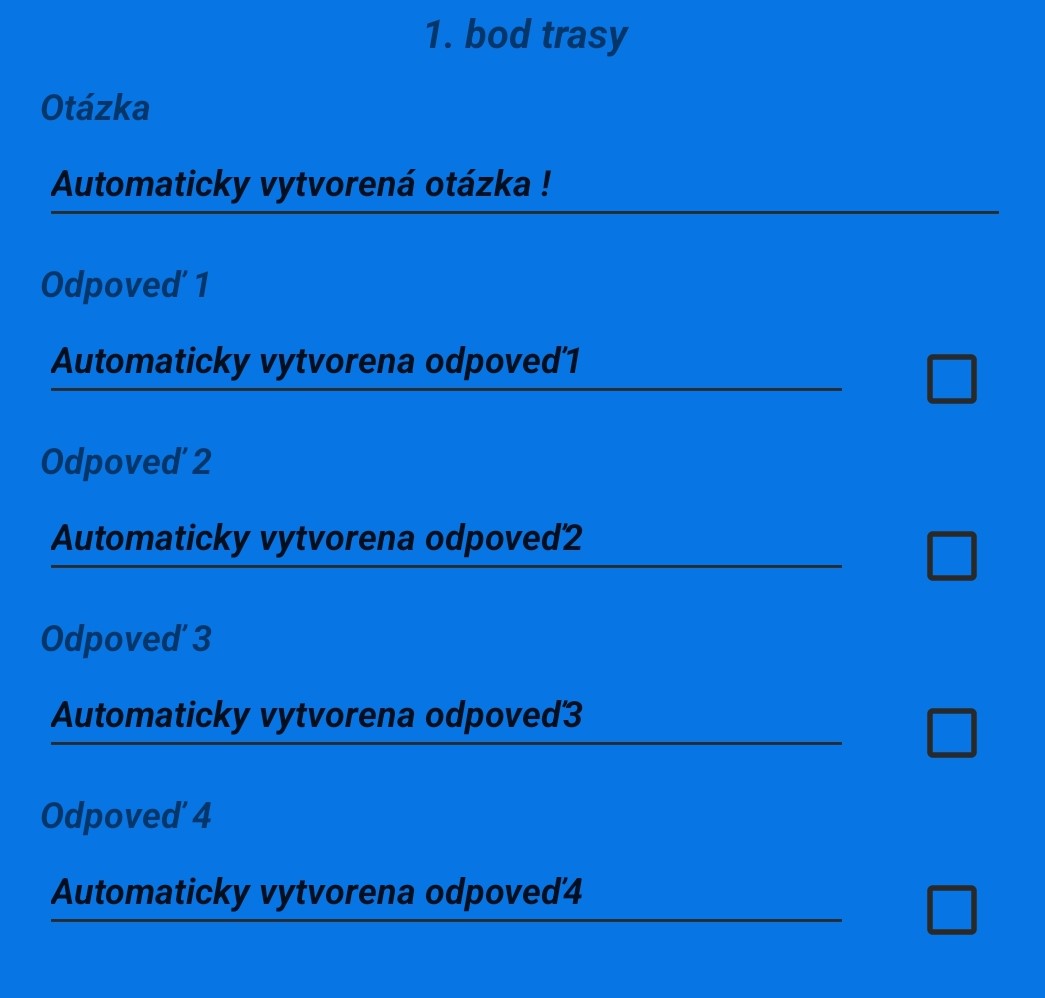 1. bod trasy
Otázka
Automaticky vytvorená otázka !
Odpoveď 1
Automaticky vytvorena odpoveď1
Odpoveď 2
Automaticky vytvorena odpoveď2
Odpoveď 3
Automaticky vytvorena odpoveď3
Odpoveď 4
Automaticky vytvorena odpoveď4